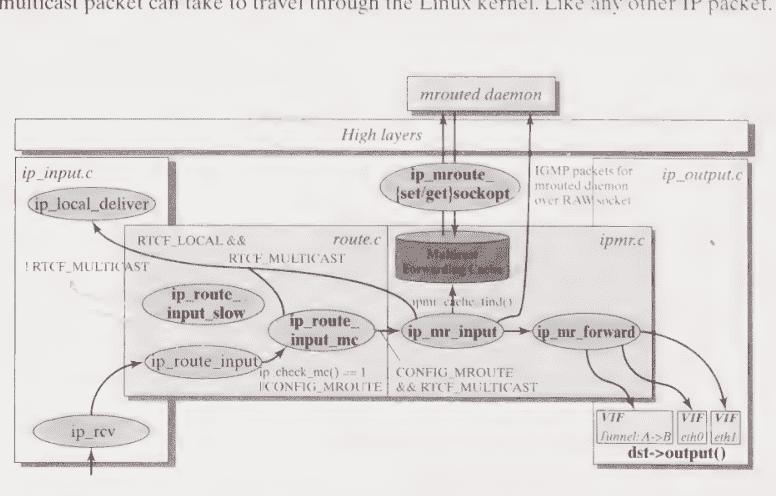 multicast packet can take to travel through the Linux kernel. Like any other IP packet.
mrouted daemon
High layers
ip_input.c
ip_local_deliver
ip_mroute_
{set/get}sockopt
IGMP packets for
mrouted daemon
over RAW socket
ip_output.c
RTCF_LOCAL &&
RTCF_MULTICAST
route.c
ipmr.c
! RTCF_MULTICAST
Multicast
Forwarding Cache
ip_route_
input_slow
ipmr_cache_find()
ip_route_
input_mc
ip_mr_input
ip_mr_forward
ip_route_input
ip_check_mc() == 1
||CONFIG_MROUTE
CONFIG_MROUTE
&& RTCF_MULTICAST
ip_rcv
VIF
tunnel: A->B
VIF
eth0
VIF
eth1
dst->output()